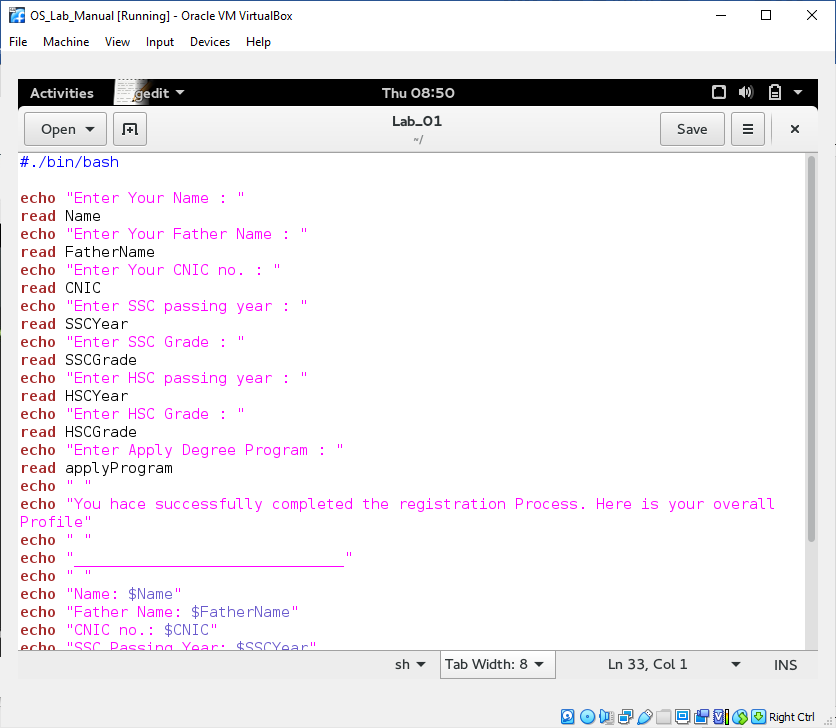 OS_Lab_Manual [Running] - Oracle VM VirtualBox
File Machine View Input Devices Help
Activities gedit Thu 08:50
Open Lab_01 Save
~/
#./bin/bash
echo "Enter Your Name : "
read Name
echo "Enter Your Father Name : "
read FatherName
echo "Enter Your CNIC no. : "
read CNIC
echo "Enter SSC passing year : "
read SSCYear
echo "Enter SSC Grade : "
read SSCGrade
echo "Enter HSC passing year : "
read HSCYear
echo "Enter HSC Grade : "
read HSCGrade
echo "Enter Apply Degree Program : "
read applyProgram
echo " "
echo "You hace successfully completed the registration Process. Here is your overall
Profile"
echo " "
echo "______________________________"
echo " "
echo "Name: $Name"
echo "Father Name: $FatherName"
echo "CNIC no.: $CNIC"
echo "SSC Passing Year: $SSCYear"
sh Tab Width: 8 Ln 33, Col 1 INS
Right Ctrl